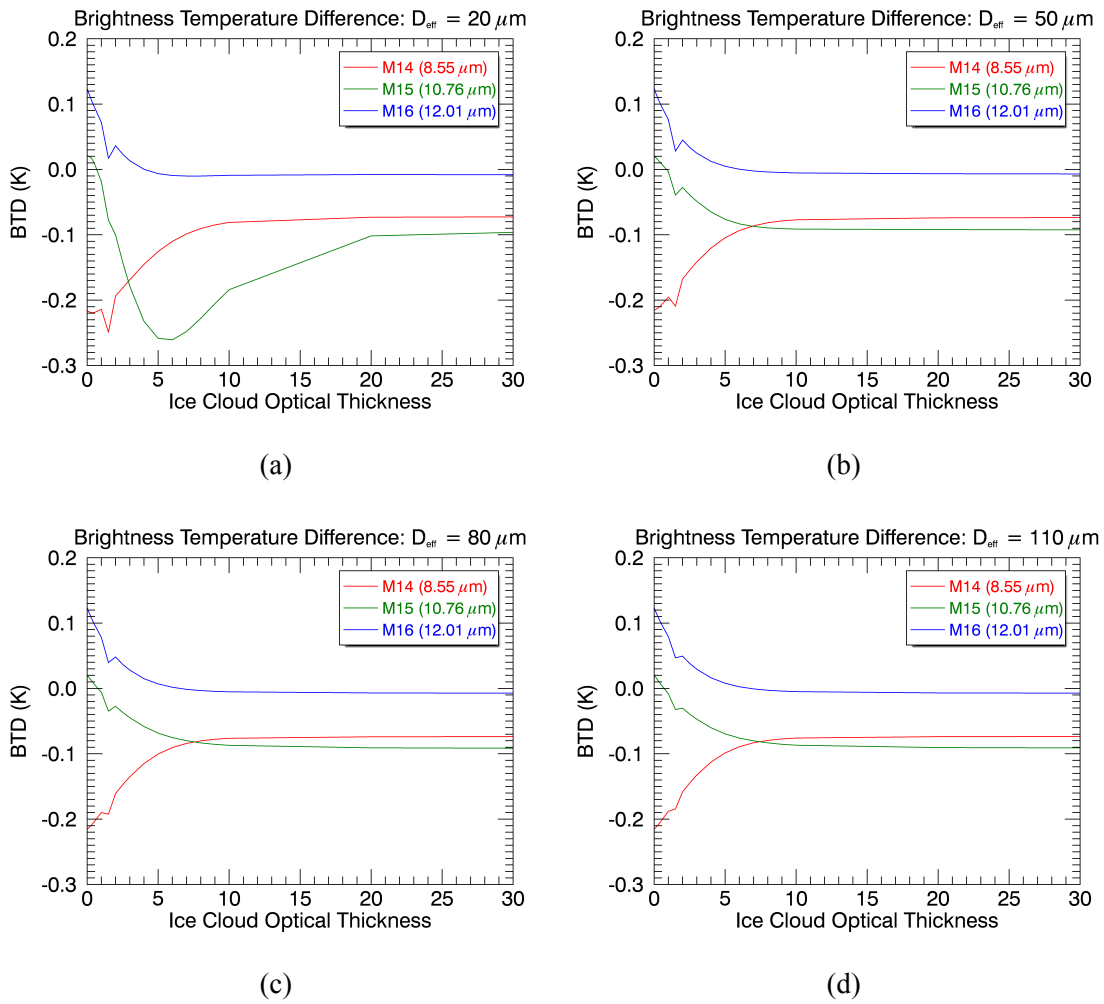 Brightness Temperature Difference: Deff = 20 μm
0.2
0.1
0.0
-0.1
-0.2
-0.3
BTD (K)
M14 (8.55 μm)
M15 (10.76 μm)
M16 (12.01 μm)
0 5 10 15 20 25 30
Ice Cloud Optical Thickness
(a)
Brightness Temperature Difference: Deff = 50 μm
0.2
0.1
0.0
-0.1
-0.2
-0.3
BTD (K)
M14 (8.55 μm)
M15 (10.76 μm)
M16 (12.01 μm)
0 5 10 15 20 25 30
Ice Cloud Optical Thickness
(b)
Brightness Temperature Difference: Deff = 80 μm
0.2
0.1
0.0
-0.1
-0.2
-0.3
BTD (K)
M14 (8.55 μm)
M15 (10.76 μm)
M16 (12.01 μm)
0 5 10 15 20 25 30
Ice Cloud Optical Thickness
(c)
Brightness Temperature Difference: Deff = 110 μm
0.2
0.1
0.0
-0.1
-0.2
-0.3
BTD (K)
M14 (8.55 μm)
M15 (10.76 μm)
M16 (12.01 μm)
0 5 10 15 20 25 30
Ice Cloud Optical Thickness
(d)